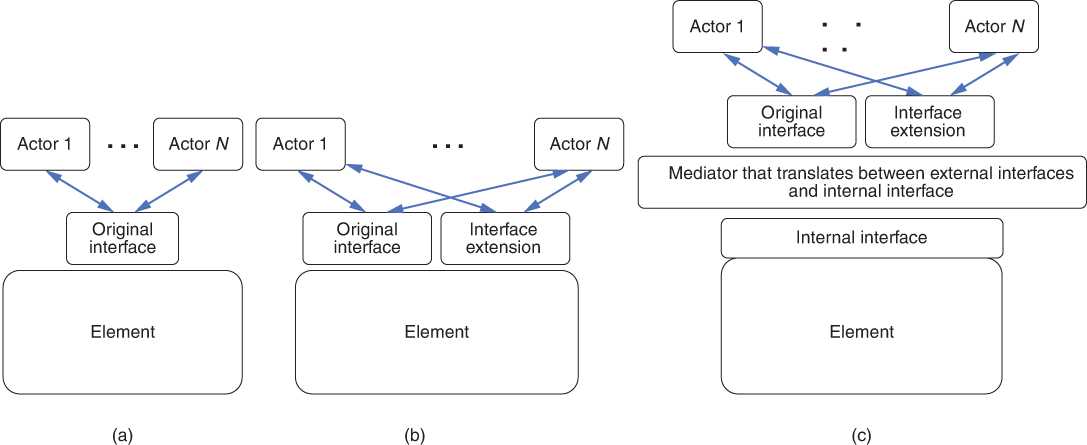 Actor 1
Actor N
Original
interface
Element
(a)
Actor 1
Actor N
Original
interface
Interface
extension
Element
(b)
Actor 1
Actor N
Original
interface
Interface
extension
Mediator that translates between external interfaces
and internal interface
Internal interface
Element
(c)